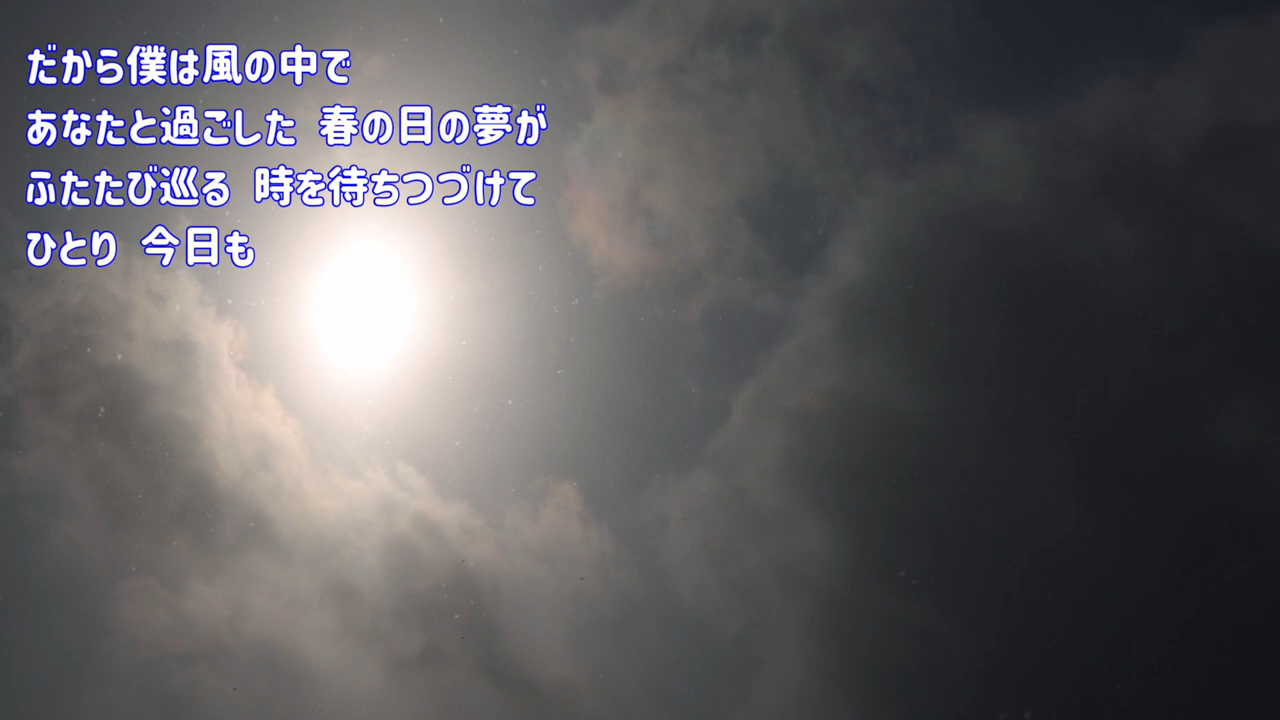 だから僕は風の中で
あなたと過ごした 春の日の夢が
ふたたび巡る 時を待ちつづけて
ひとり 今日も